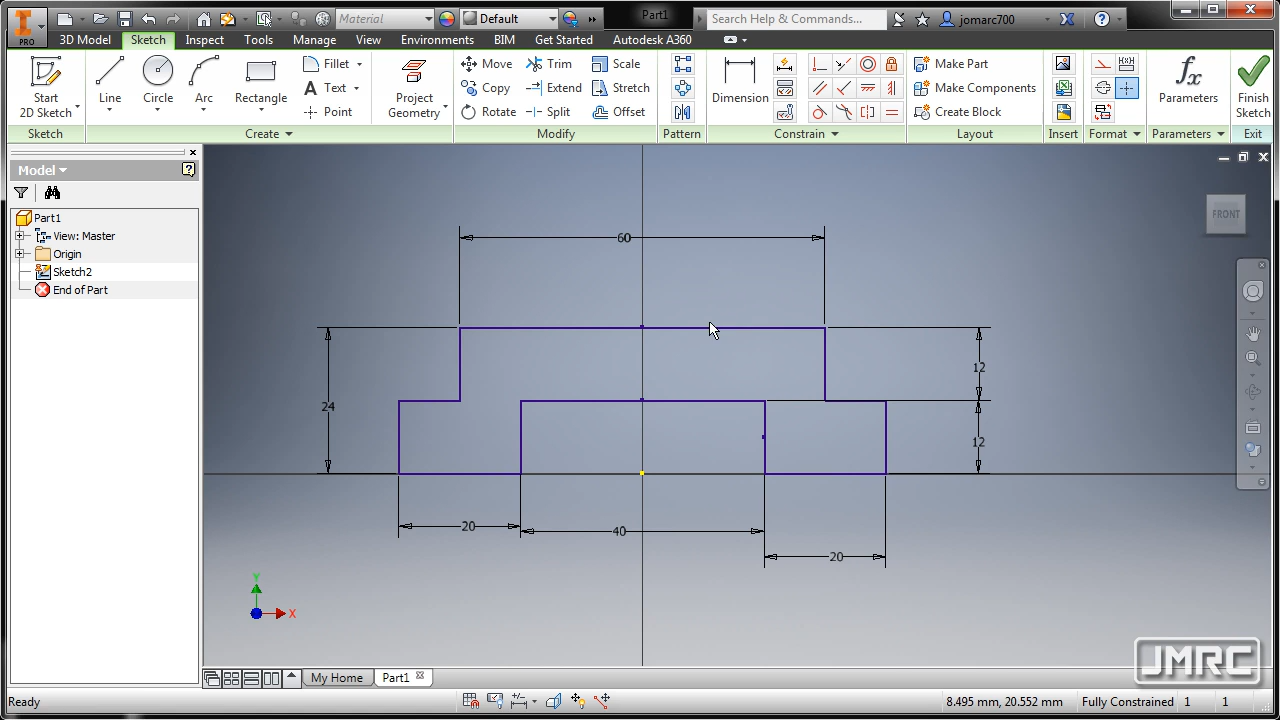 PRO
Material
Default
Part1
Search Help & Commands...
jomarc700
3D Model Sketch Inspect Tools Manage View Environments BIM Get Started Autodesk A360
Start
2D Sketch
Line
Circle
Arc
Rectangle
Fillet
Text
Point
Project
Geometry
Move
Copy
Rotate
Trim
Extend
Split
Scale
Stretch
Offset
Dimension
Make Part
Make Components
Create Block
Parameters
Finish
Sketch
Sketch Create Modify Pattern Constrain Layout Insert Format Parameters Exit
Model
Part1
View: Master
Origin
Sketch2
End of Part
FRONT
60
24
12
12
20
40
20
Y
X
JMRC
My Home Part1
Ready
8.495 mm, 20.552 mm Fully Constrained 1 1